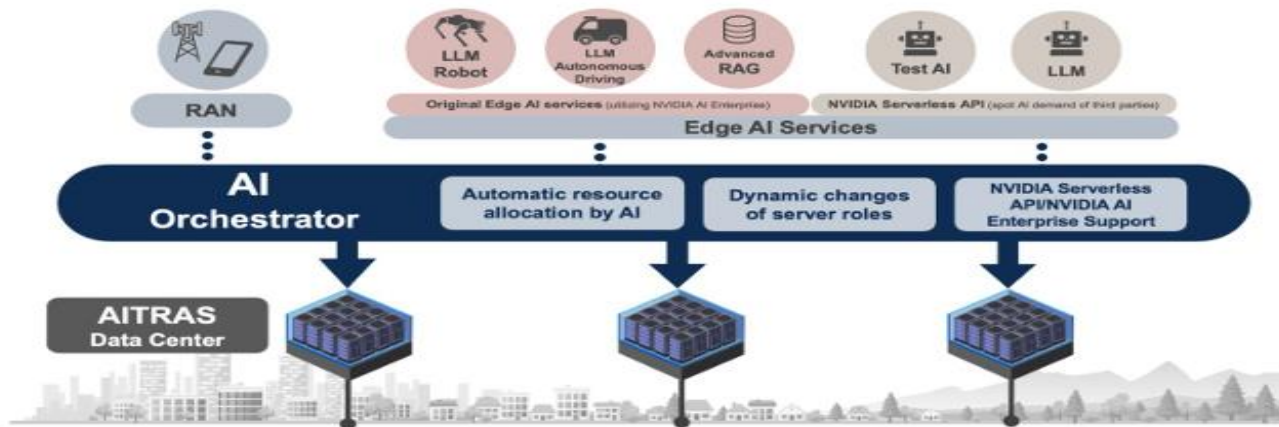 LLM
Robot
LLM
Autonomous
Driving
Advanced
RAG
Test AI
LLM
RAN
Original Edge AI services (utilizing NVIDIA AI Enterprise)
NVIDIA Serverless API (spot AI demand of third parties)
Edge AI Services
AI
Orchestrator
Automatic resource
allocation by AI
Dynamic changes
of server roles
NVIDIA Serverless
API/NVIDIA AI
Enterprise Support
AITRAS
Data Center